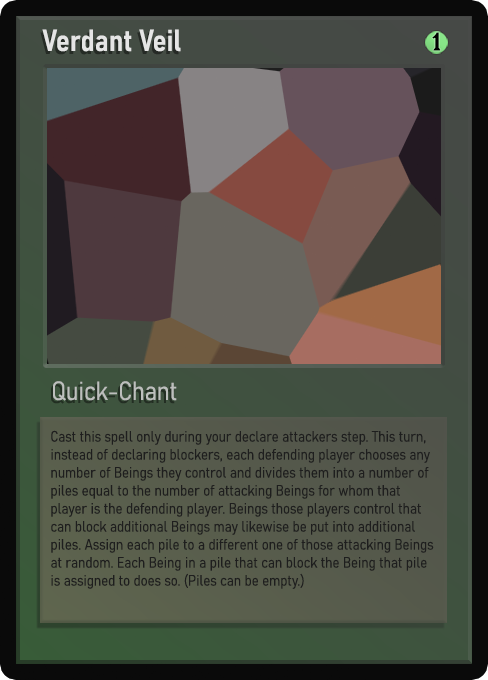 Verdant Veil
1
Quick-Chant
Cast this spell only during your declare attackers step. This turn,
instead of declaring blockers, each defending player chooses any
number of Beings they control and divides them into a number of
piles equal to the number of attacking Beings for whom that
player is the defending player. Beings those players control that
can block additional Beings may likewise be put into additional
piles. Assign each pile to a different one of those attacking Beings
at random. Each Being in a pile that can block the Being that pile
is assigned to does so. (Piles can be empty.)